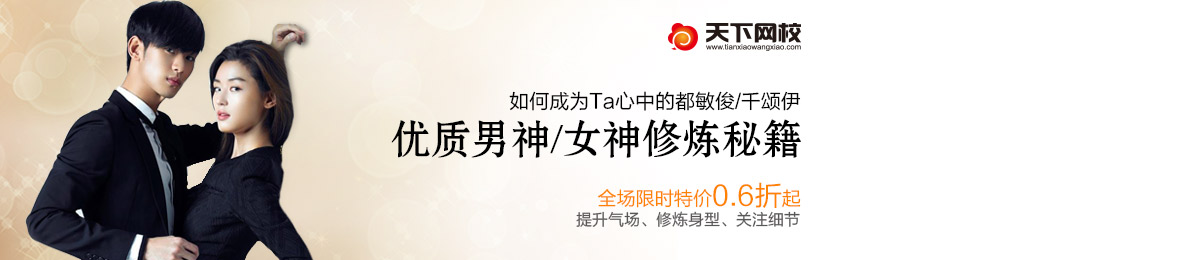 天下网校
www.tianxiaowangxiao.com
如何成为Ta心中的都敏俊/千颂伊
优质男神/女神修炼秘籍
全场限时特价0.6折起
提升气场、修炼身型、关注细节